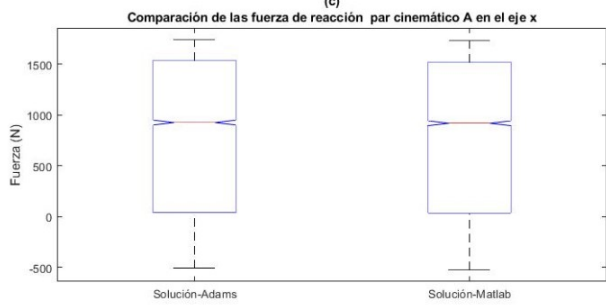 (c)
Comparación de las fuerza de reacción par cinemático A en el eje x
Fuerza (N)
1500
1000
500
0
-500
Solución-Adams
Solución-Matlab